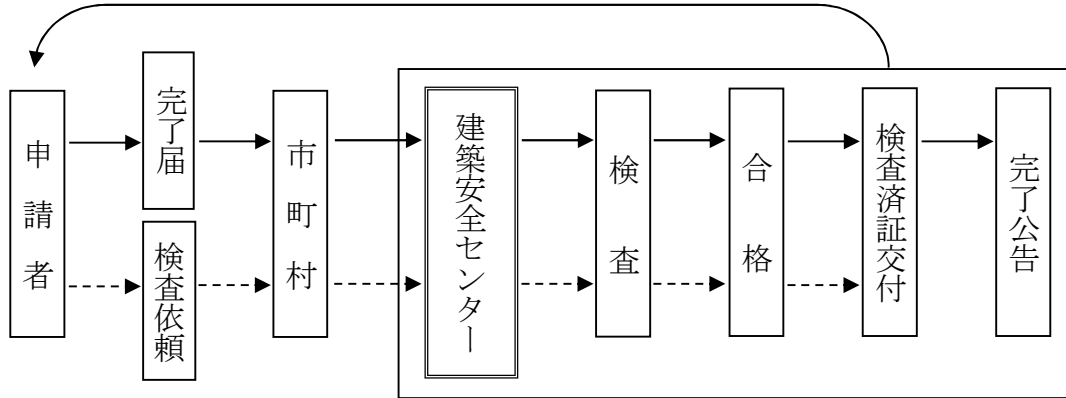 申請者
完了届
検査依頼
市町村
建築安全センター
検査
合格
検査済証交付
完了公告